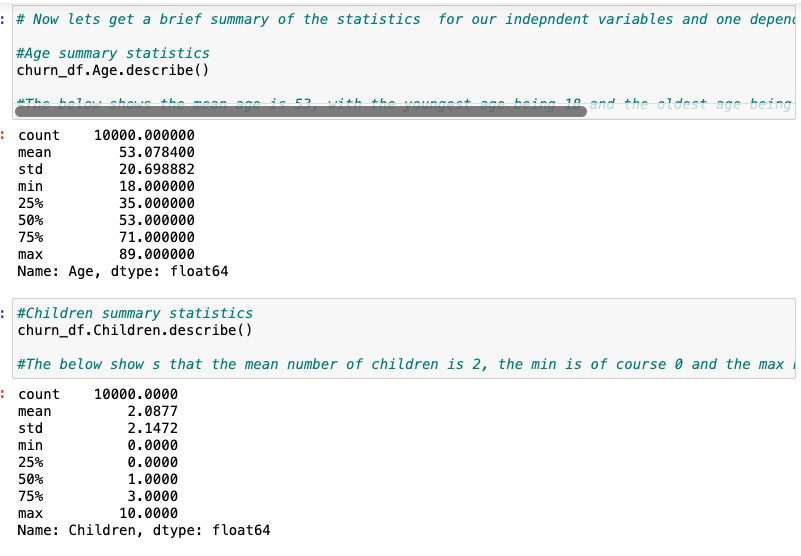 # Now lets get a brief summary of the statistics  for our indepndent variables and one depen
#Age summary statistics
churn_df.Age.describe()
#The below shows the mean age is 53, with the youngest age being 18 and the oldest age being
count    10000.000000
mean        53.078400
std         20.698882
min         18.000000
25%         35.000000
50%         53.000000
75%         71.000000
max         89.000000
Name: Age, dtype: float64
#Children summary statistics
churn_df.Children.describe()
#The below show s that the mean number of children is 2, the min is of course 0 and the max
count    10000.0000
mean         2.0877
std          2.1472
min          0.0000
25%          0.0000
50%          1.0000
75%          3.0000
max         10.0000
Name: Children, dtype: float64